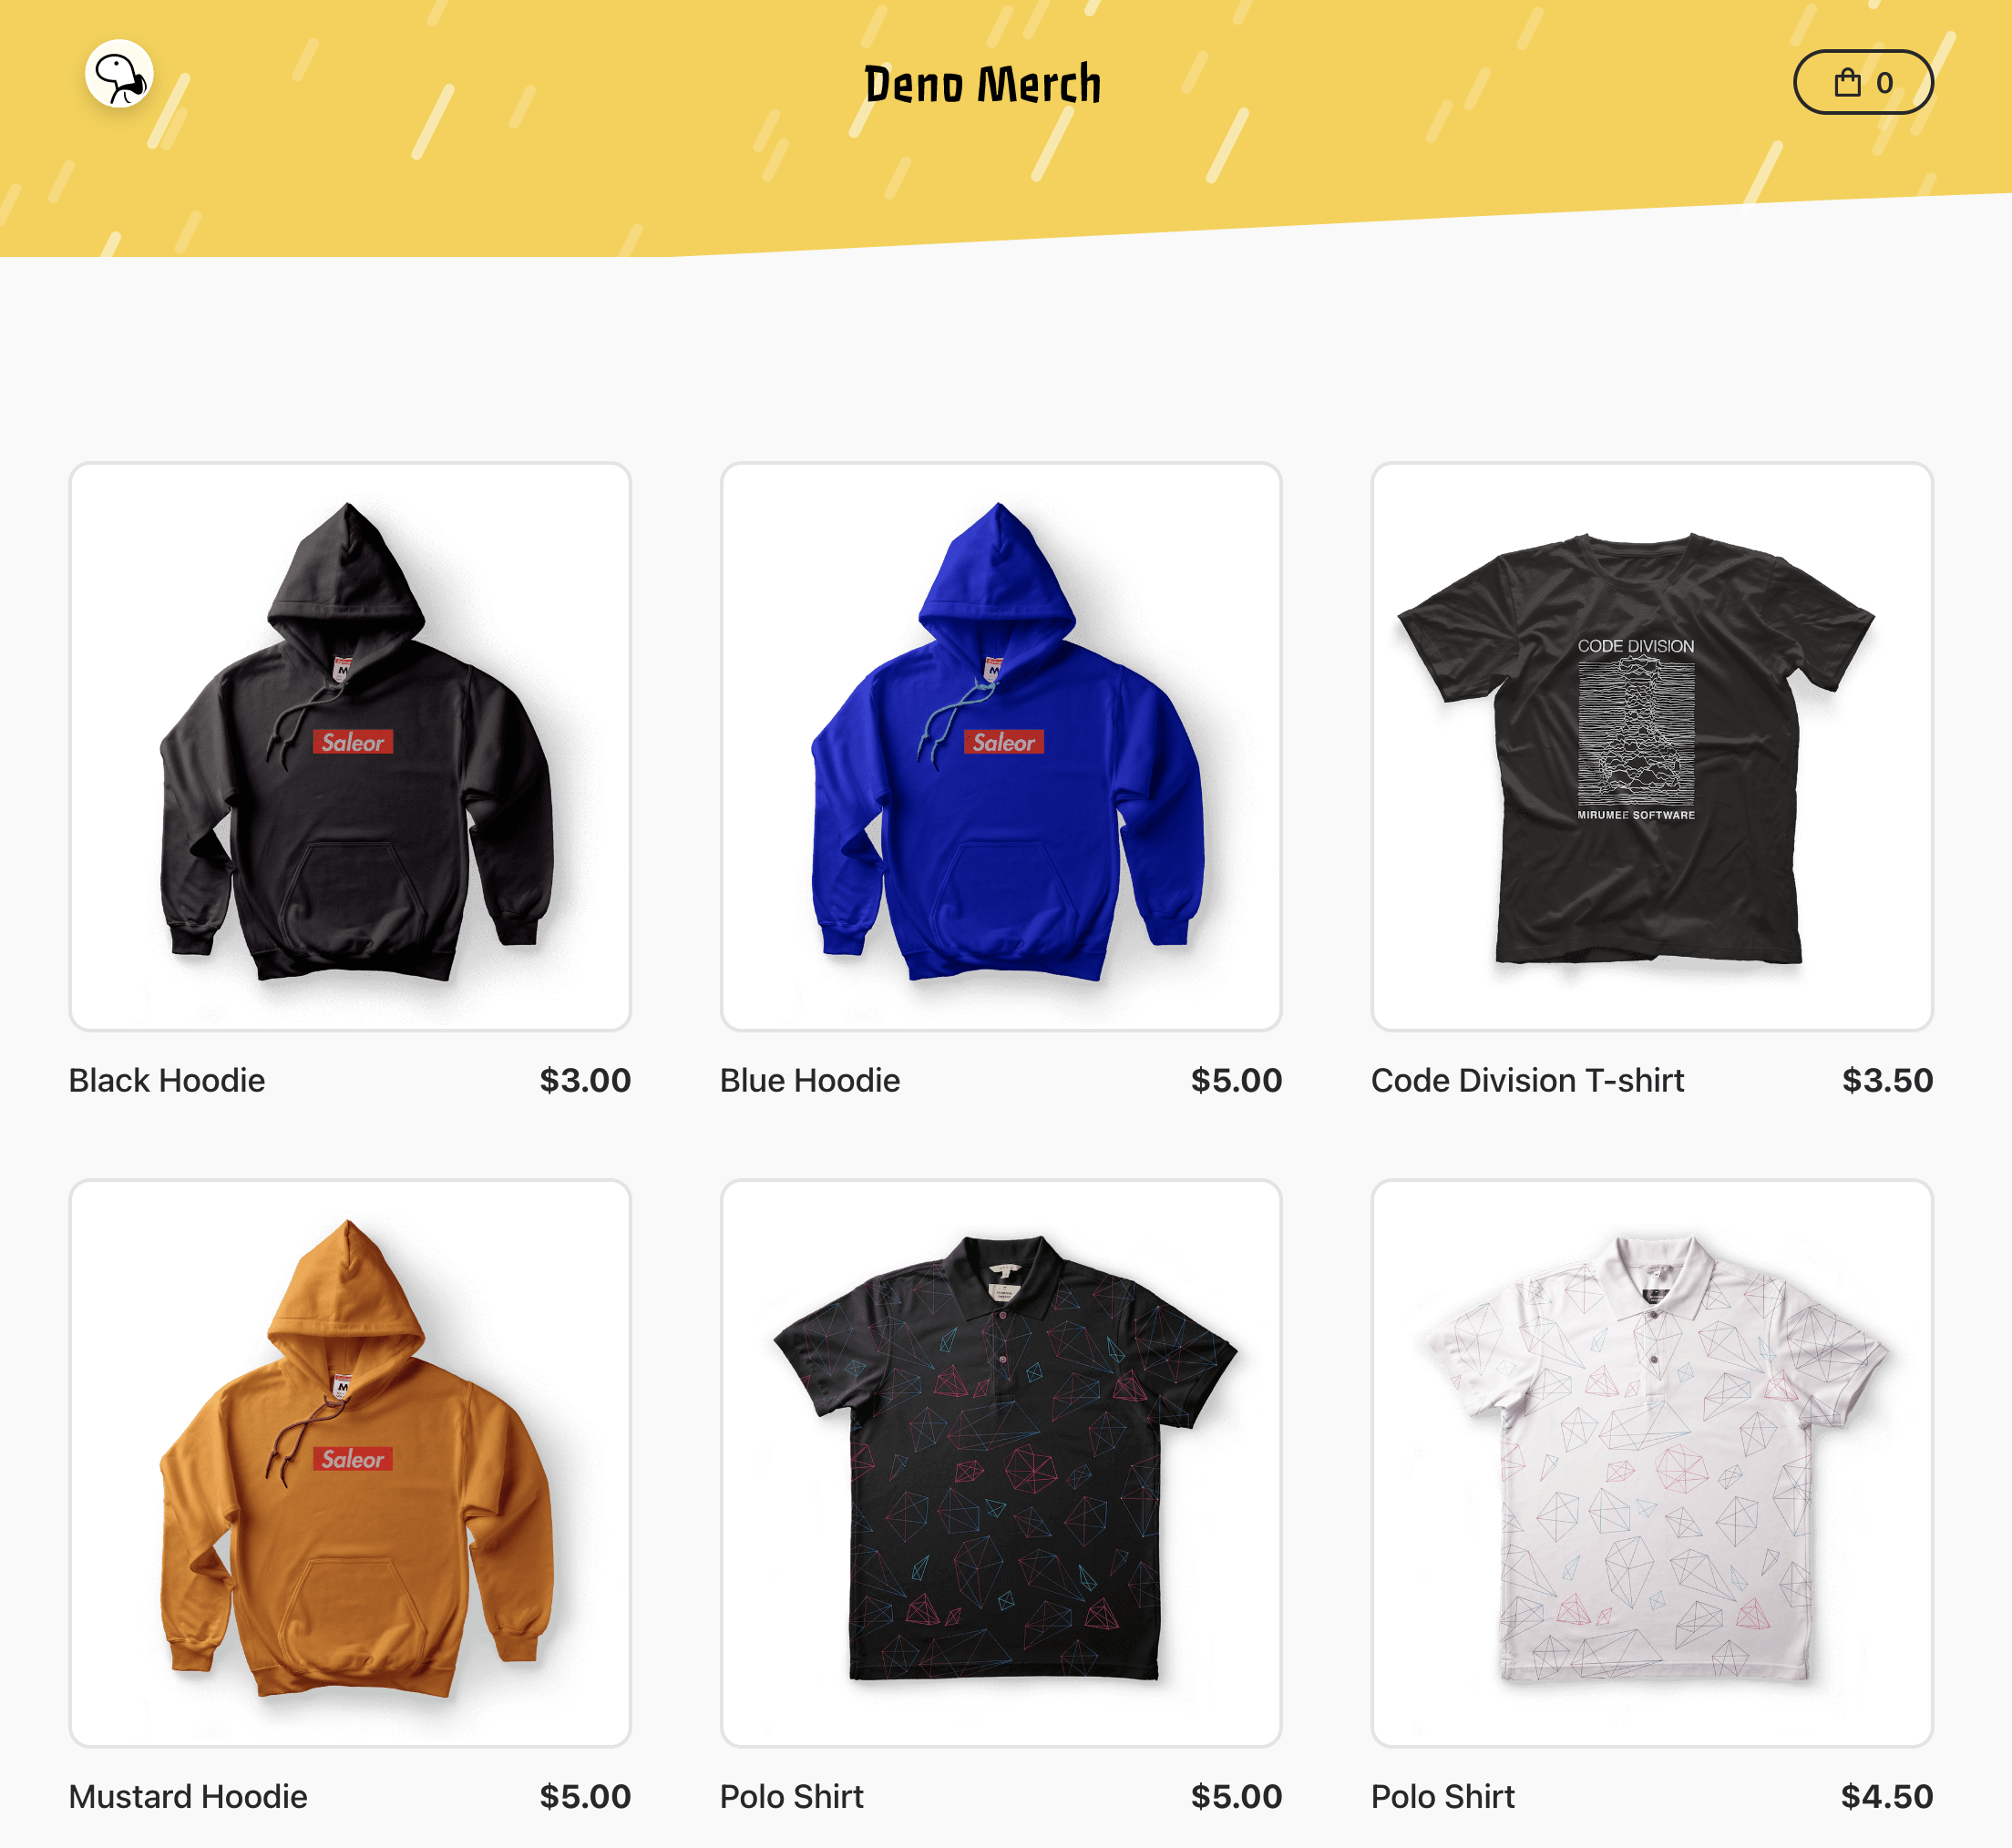 Deno Merch
0
Saleor
Saleor
CODE DIVISION
MIRUMEE SOFTWARE
Black Hoodie $3.00
Blue Hoodie $5.00
Code Division T-shirt $3.50
Saleor
Mustard Hoodie $5.00
Polo Shirt $5.00
Polo Shirt $4.50